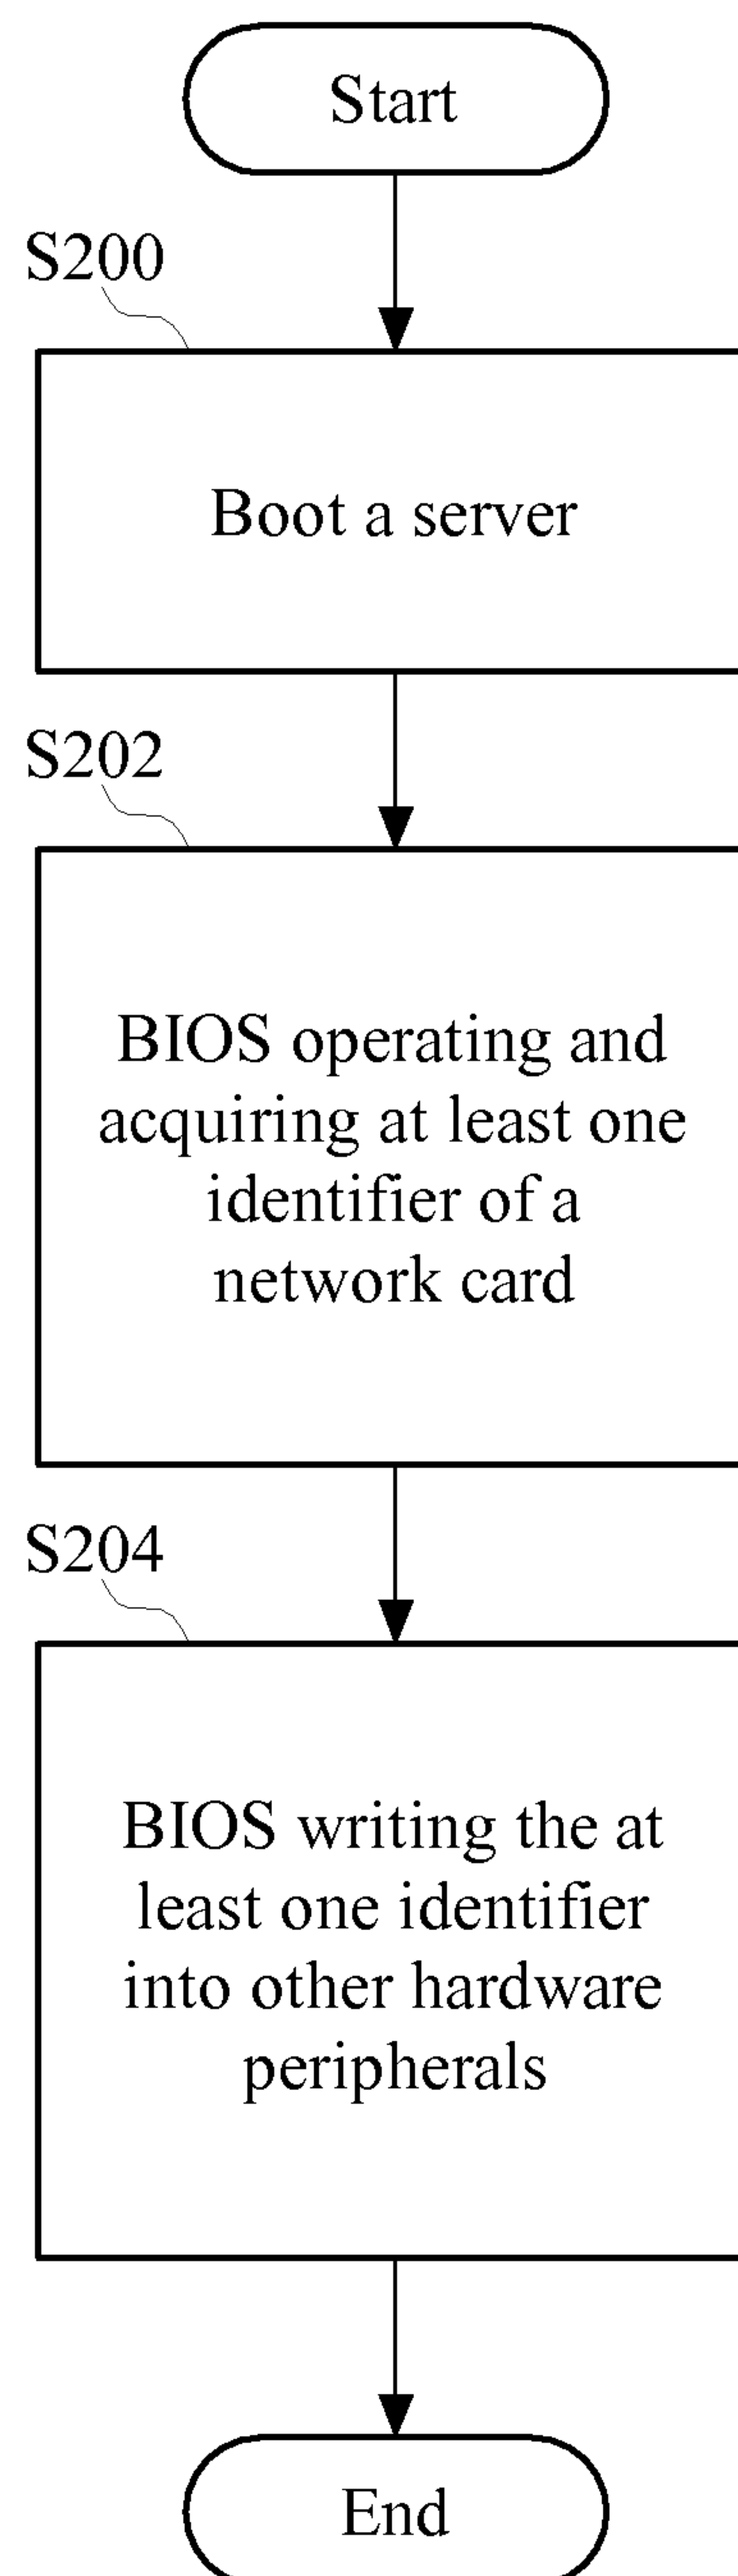 Start
S200
Boot a server
S202
BIOS operating and
acquiring at least one
identifier of a
network card
S204
BIOS writing the at
least one identifier
into other hardware
peripherals
End